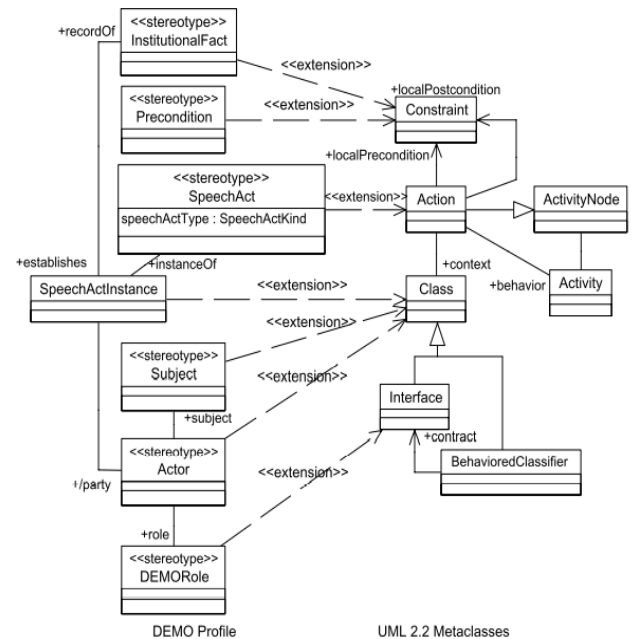 <<stereotype>>
InstitutionalFact
+recordOf
<<extension>>
+localPostcondition
<<stereotype>>
Precondition
<<extension>>
Constraint
+localPrecondition
<<stereotype>>
SpeechAct
speechActType : SpeechActKind
<<extension>>
Action
ActivityNode
+establishes
+instanceOf
+context
SpeechActInstance
<<extension>>
Class
+behavior
Activity
<<stereotype>>
Subject
<<extension>>
<<extension>>
+subject
Interface
+contract
<<stereotype>>
Actor
<<extension>>
BehavioredClassifier
+/party
+role
<<stereotype>>
DEMORole
DEMO Profile
UML 2.2 Metaclasses